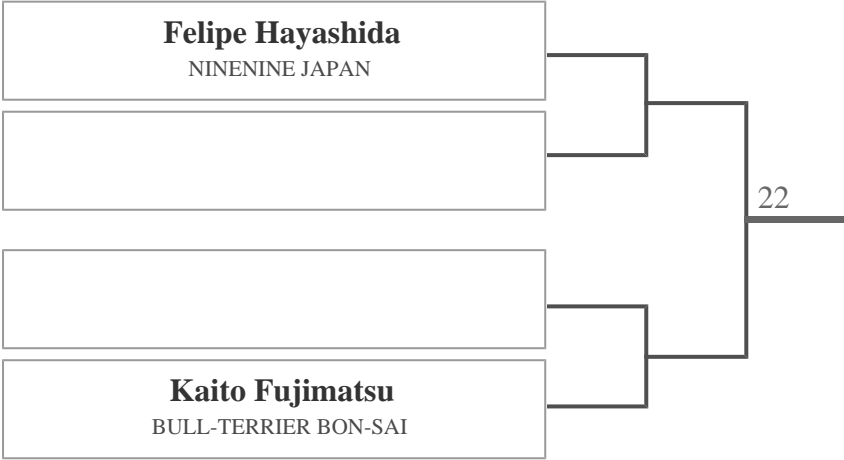 Felipe Hayashida
NINENINE JAPAN
22
Kaito Fujimatsu
BULL-TERRIER BON-SAI